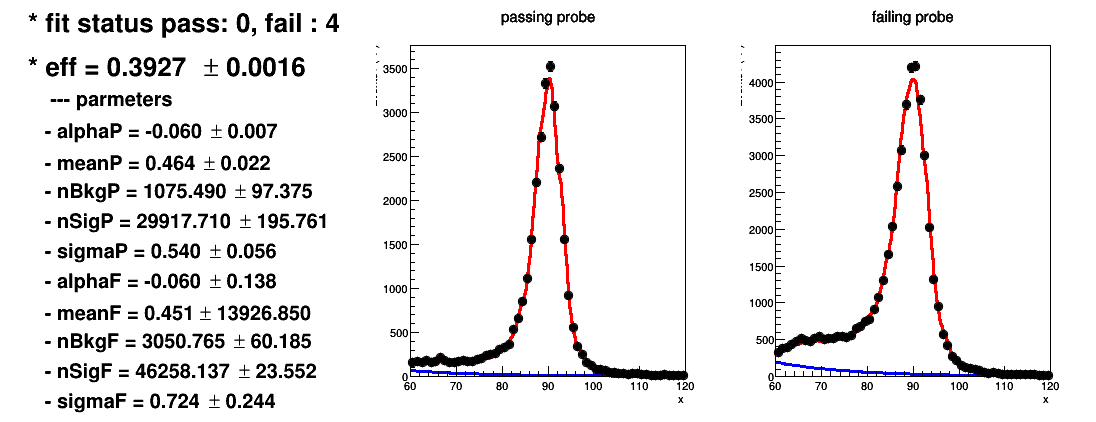 * fit status pass: 0, fail : 4
* eff = 0.3927 ± 0.0016
--- parmeters
- alphaP = -0.060 ± 0.007
- meanP = 0.464 ± 0.022
- nBkgP = 1075.490 ± 97.375
- nSigP = 29917.710 ± 195.761
- sigmaP = 0.540 ± 0.056
- alphaF = -0.060 ± 0.138
- meanF = 0.451 ± 13926.850
- nBkgF = 3050.765 ± 60.185
- nSigF = 46258.137 ± 23.552
- sigmaF = 0.724 ± 0.244
passing probe
3500
3000
2500
2000
1500
1000
500
0
60 70 80 90 100 110 120
x
failing probe
4000
3500
3000
2500
2000
1500
1000
500
0
60 70 80 90 100 110 120
x